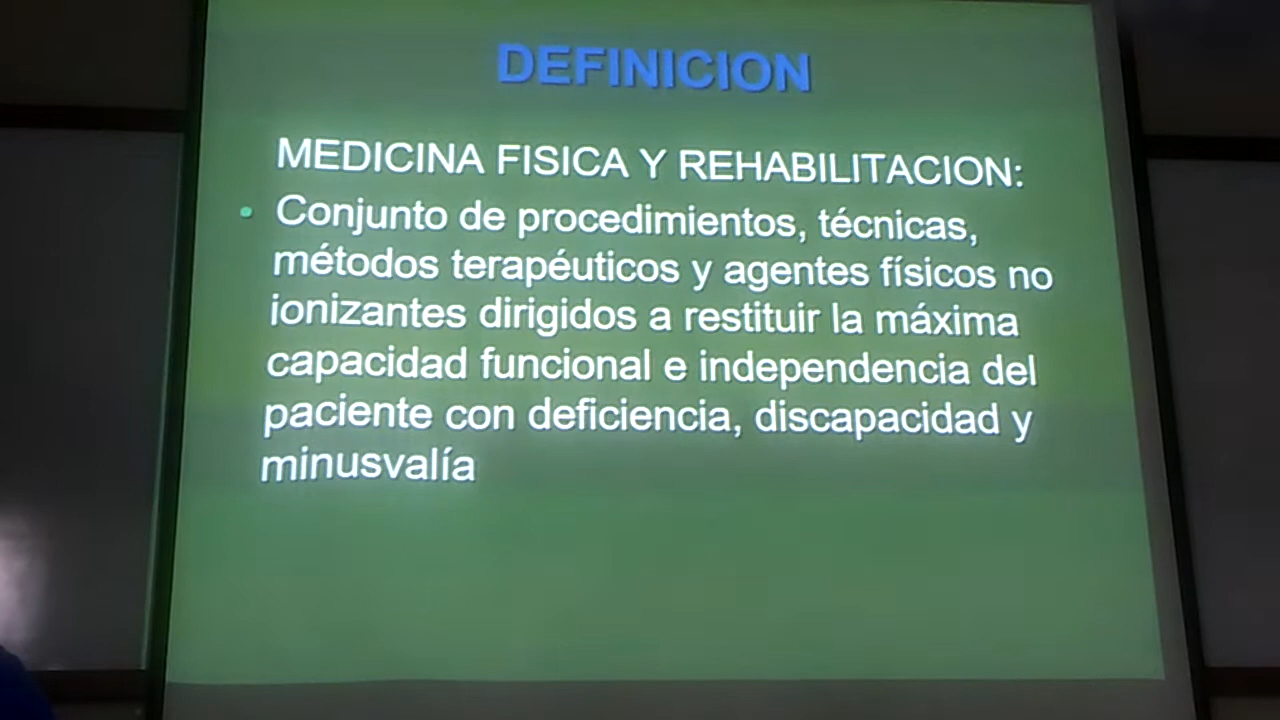 DEFINICION
MEDICINA FISICA Y REHABILITACION:
• Conjunto de procedimientos, técnicas,
métodos terapéuticos y agentes físicos no
ionizantes dirigidos a restituir la máxima
capacidad funcional e independencia del
paciente con deficiencia, discapacidad y
minusvalía